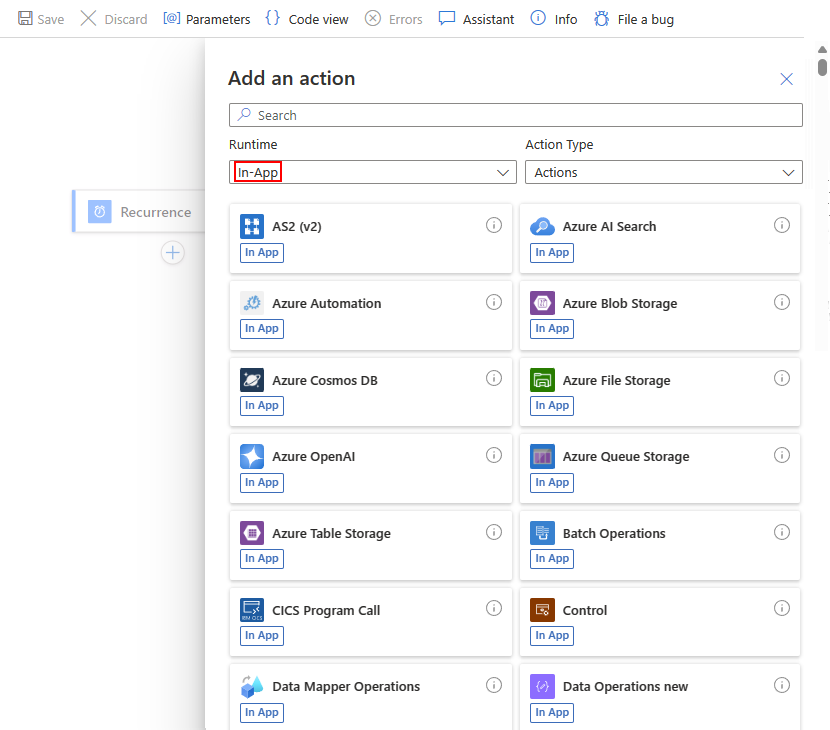 Save Discard Parameters Code view Errors Assistant Info File a bug
Add an action
Search
Runtime Action Type
In-App Actions
Recurrence
AS2 (v2) Azure AI Search
In App In App
Azure Automation Azure Blob Storage
In App In App
Azure Cosmos DB Azure File Storage
In App In App
Azure OpenAI Azure Queue Storage
In App In App
Azure Table Storage Batch Operations
In App In App
CICS Program Call Control
In App In App
Data Mapper Operations Data Operations new
In App In App